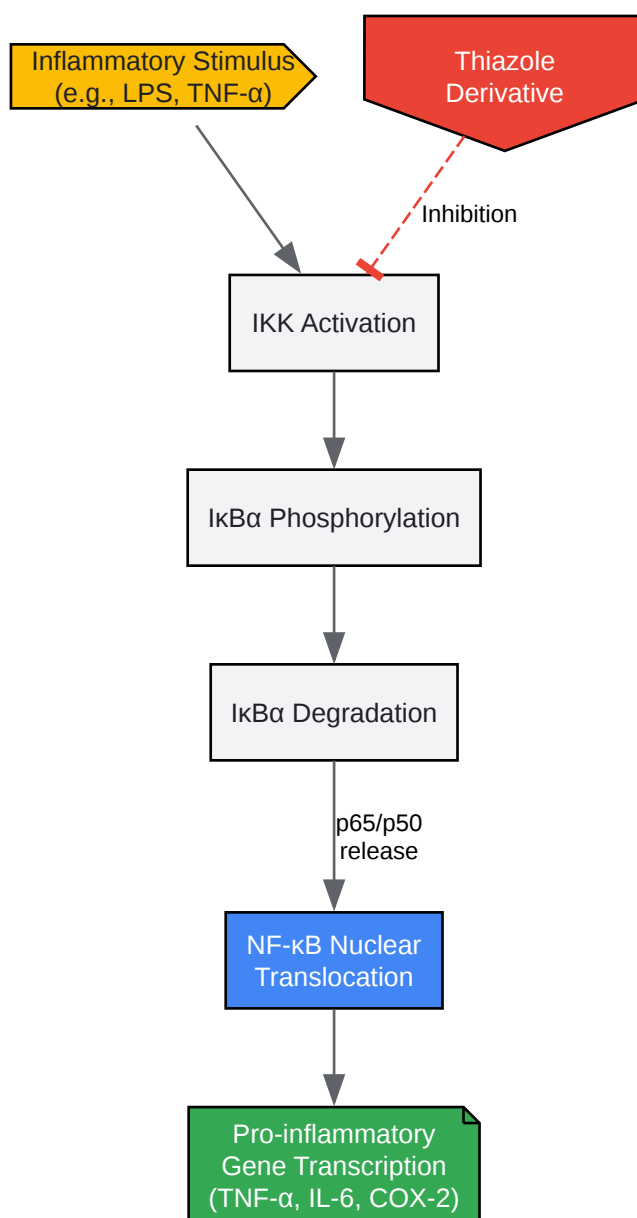 Inflammatory Stimulus
(e.g., LPS, TNF-α)
Thiazole
Derivative
Inhibition
IKK Activation
IκBα Phosphorylation
IκBα Degradation
p65/p50
release
NF-κB Nuclear
Translocation
Pro-inflammatory
Gene Transcription
(TNF-α, IL-6, COX-2)